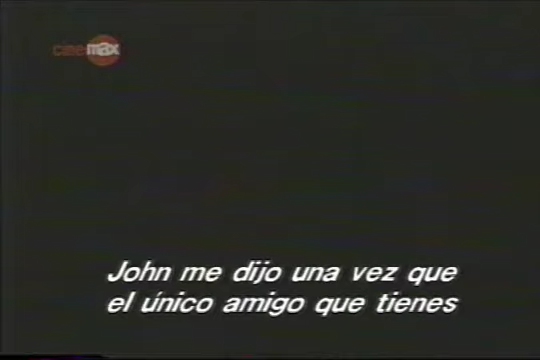 cinemax
John me dijo una vez que
el único amigo que tienes